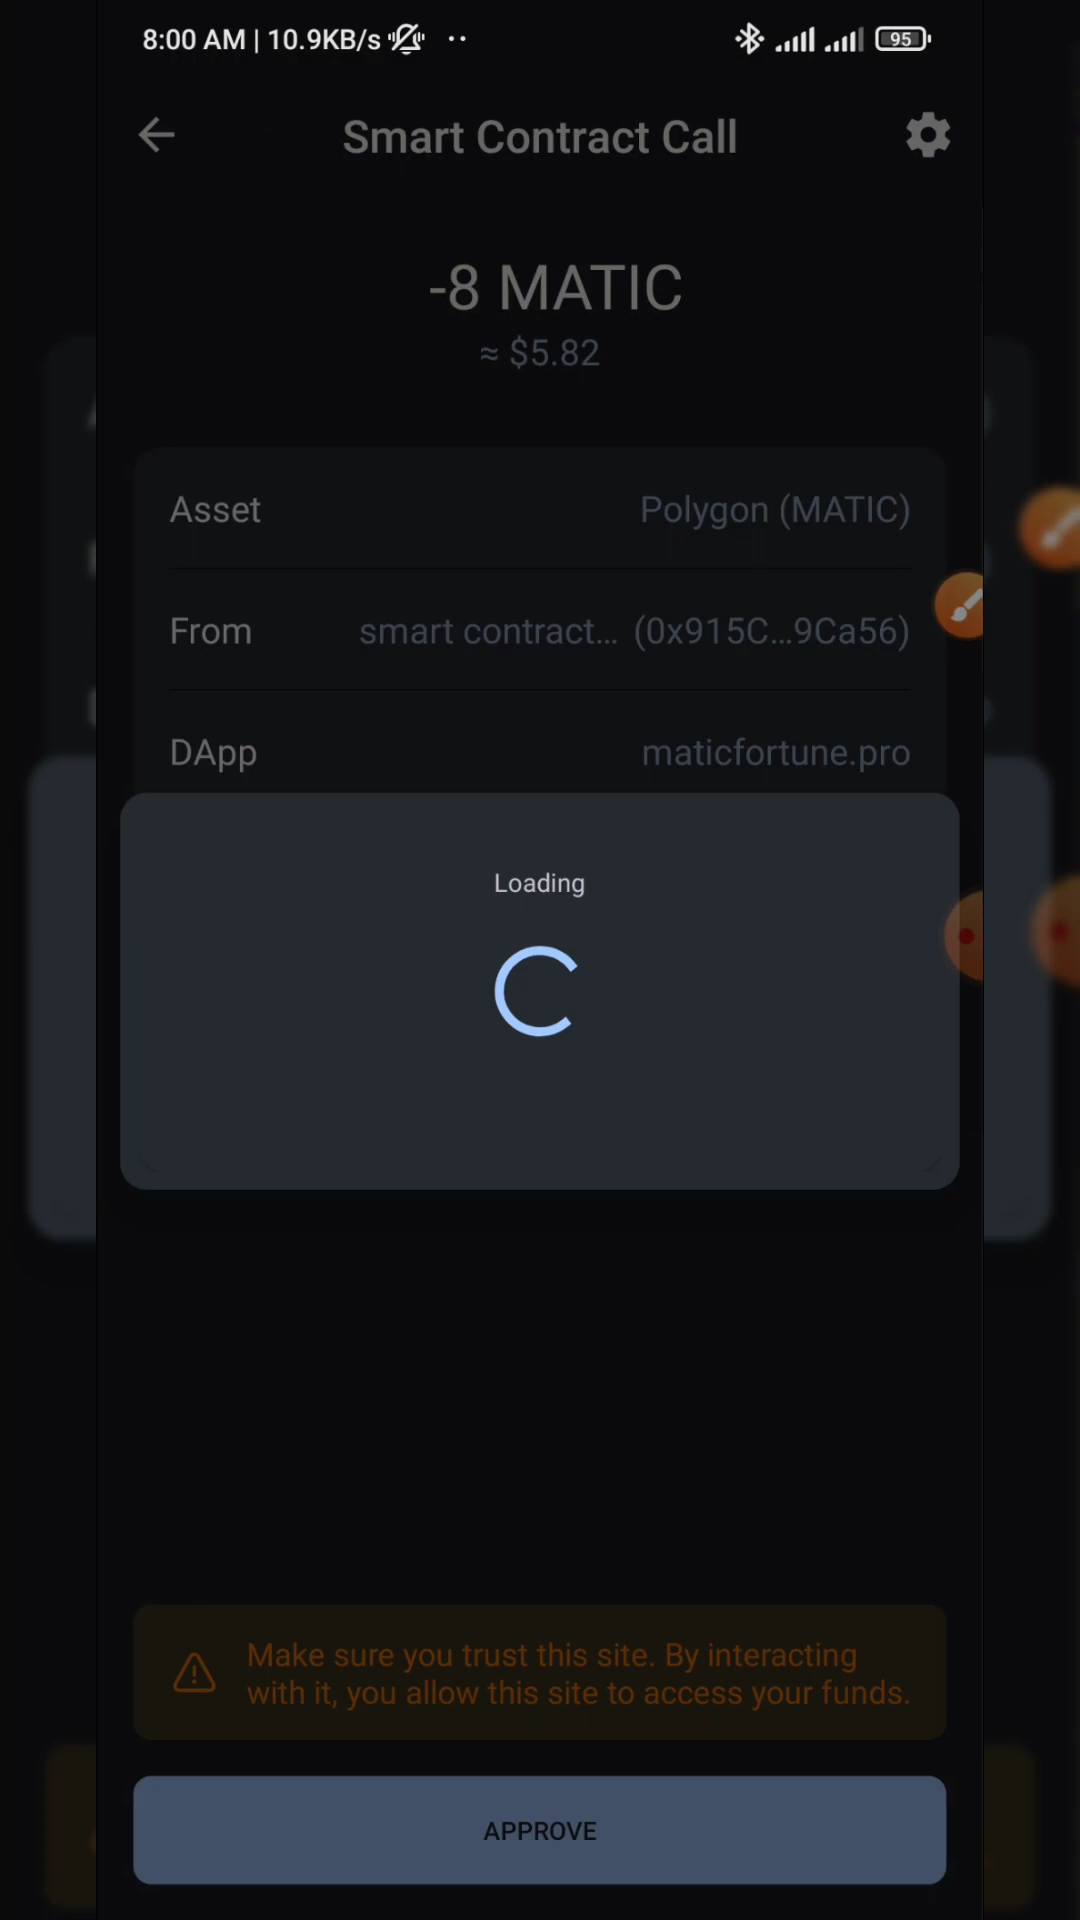 8:00 AM | 10.9KB/s
95
Smart Contract Call
-8 MATIC
≈ $5.82
Asset Polygon (MATIC)
From smart contract... (0x915C...9Ca56)
DApp maticfortune.pro
Loading
Make sure you trust this site. By interacting
with it, you allow this site to access your funds.
APPROVE